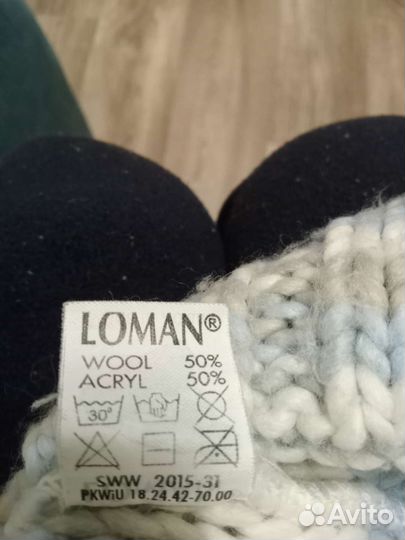 LOMAN®
WOOL 50%
ACRYL 50%
30°
SWW 2015-31
PKWiU 18.24.42-70.00
Avito